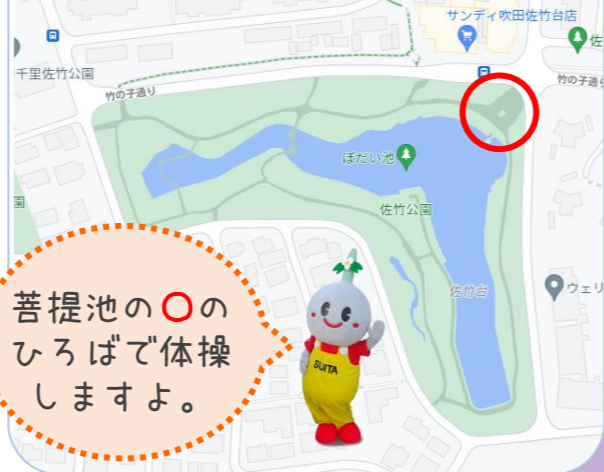 サンディ吹田佐竹台店
佐
千里佐竹公園
竹の子通り
竹の子通
ぼだい池
佐竹公園
園
佐竹台
ウェリ
菩提池の〇の
ひろばで体操
しますよ。
SUITA